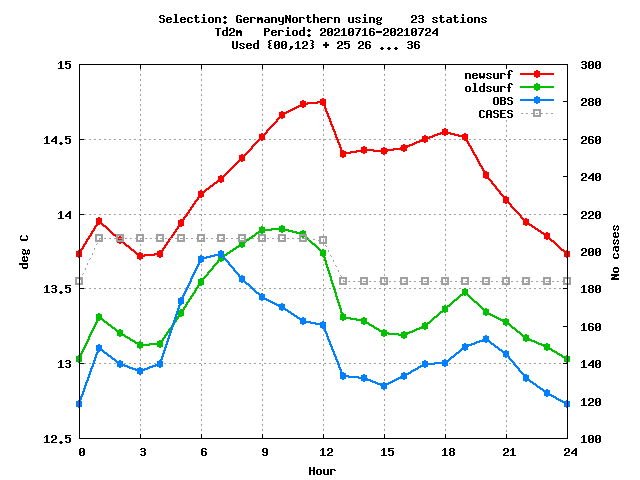 Selection: GermanyNorthern using    23 stations
Td2m   Period: 20210716-20210724
Used {00,12} + 25 26 ... 36
newsurf
oldsurf
OBS
CASES
15
14.5
14
13.5
13
12.5
deg C
300
280
260
240
220
200
180
160
140
120
100
No cases
0 3 6 9 12 15 18 21 24
Hour